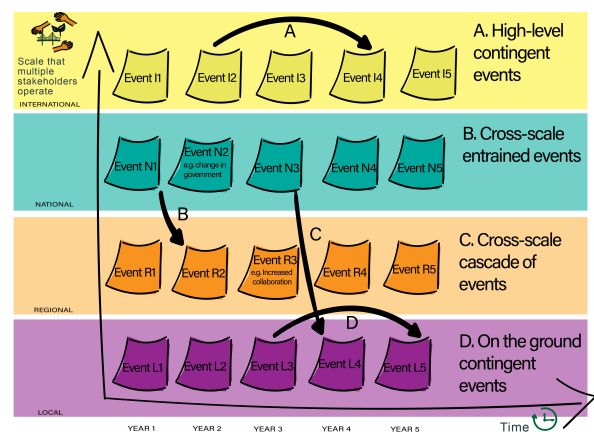 Scale that
multiple
stakeholders
operate
INTERNATIONAL
A
Event I1
Event I2
Event I3
Event I4
Event I5
A. High-level
contingent
events
Event N1
Event N2
e.g. change in
government
Event N3
Event N4
Event N5
B. Cross-scale
entrained events
NATIONAL
B
C
Event R1
Event R2
Event R3
e.g. Increased
collaboration
Event R4
Event R5
C. Cross-scale
cascade of
events
REGIONAL
D
Event L1
Event L2
Event L3
Event L4
Event L5
D. On the ground
contingent
events
LOCAL
YEAR 1
YEAR 2
YEAR 3
YEAR 4
YEAR 5
Time